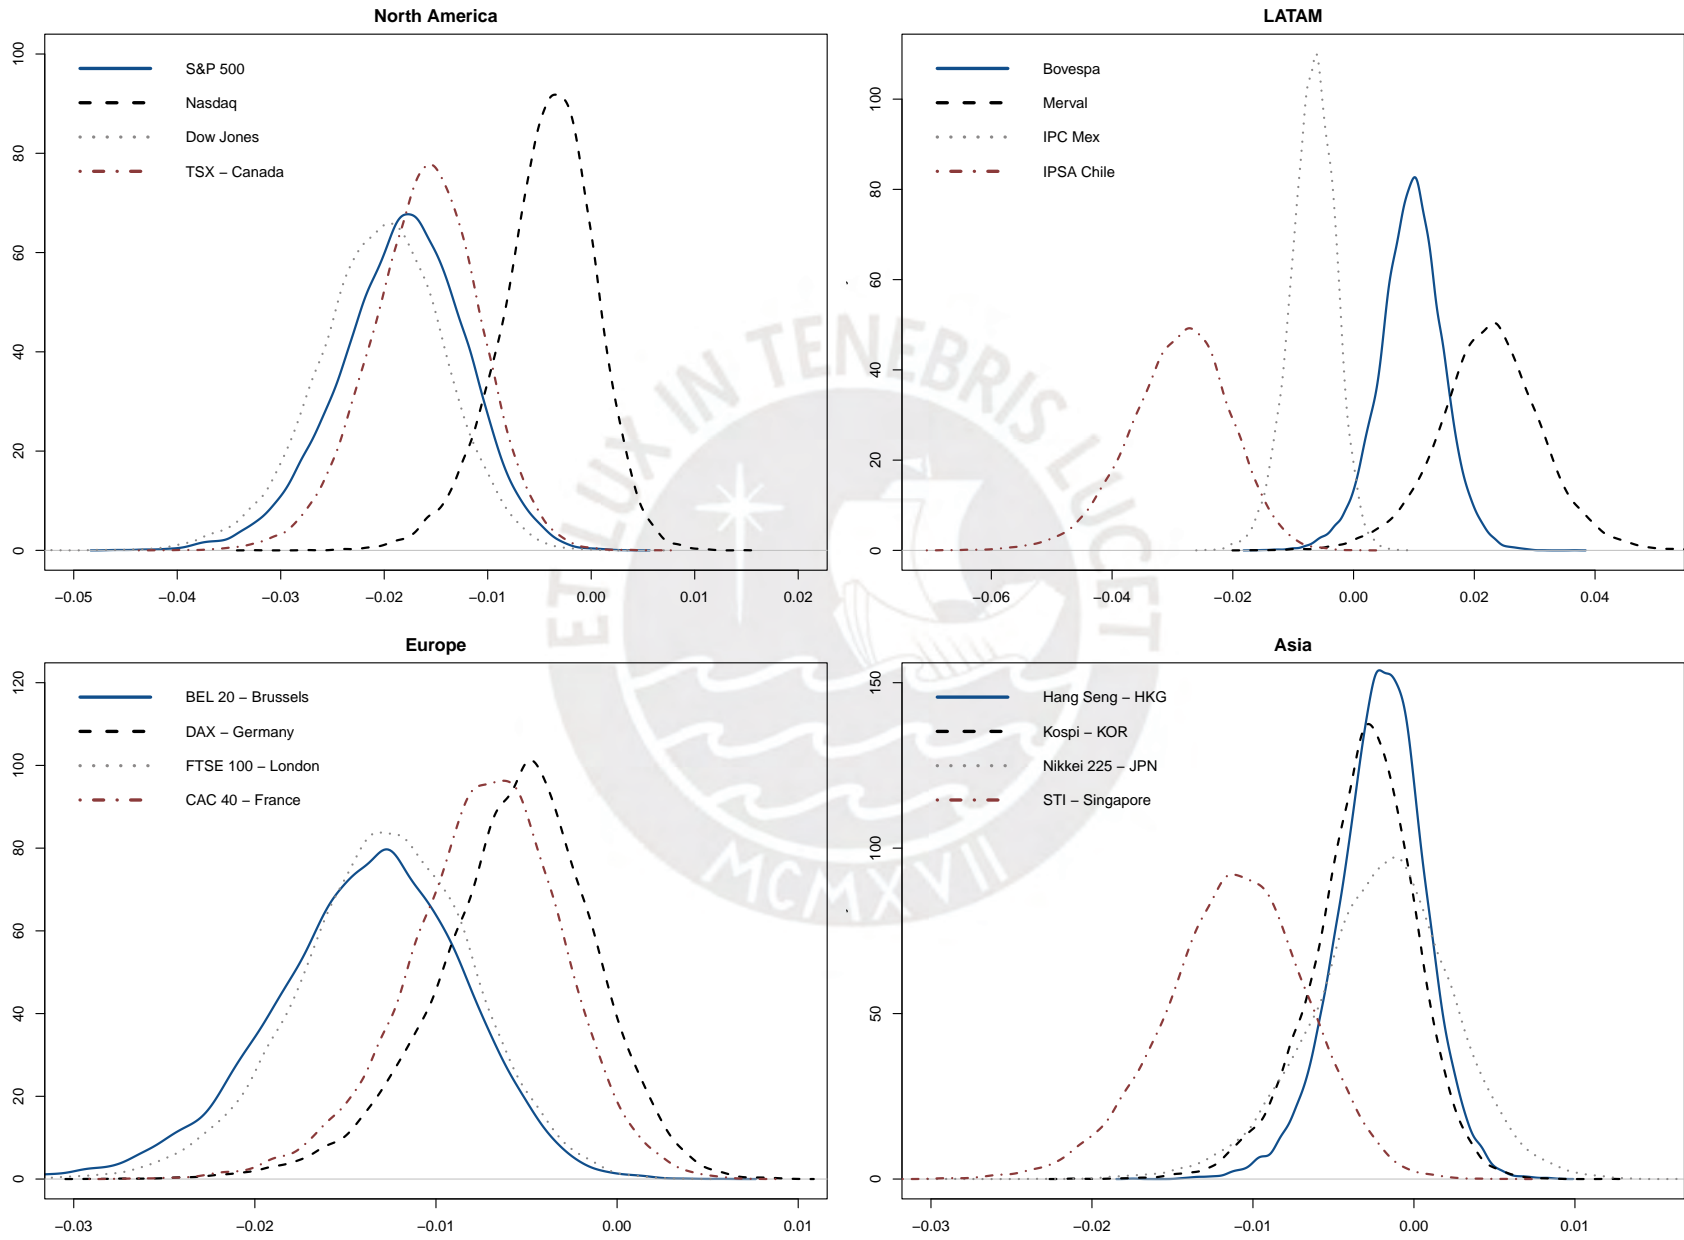 North America
100
80
60
40
20
0
S&P 500
Nasdaq
Dow Jones
TSX – Canada
−0.05 −0.04 −0.03 −0.02 −0.01 0.00 0.01 0.02
LATAM
100
80
60
40
20
0
Bovespa
Merval
IPC Mex
IPSA Chile
−0.06 −0.04 −0.02 0.00 0.02 0.04
Europe
120
100
80
60
40
20
0
BEL 20 – Brussels
DAX – Germany
FTSE 100 – London
CAC 40 – France
−0.03 −0.02 −0.01 0.00 0.01
Asia
150
100
50
0
Hang Seng – HKG
Kospi – KOR
Nikkei 225 – JPN
STI – Singapore
−0.03 −0.02 −0.01 0.00 0.01
ET LUX IN TENEBRIS LUCET
MCMXVII